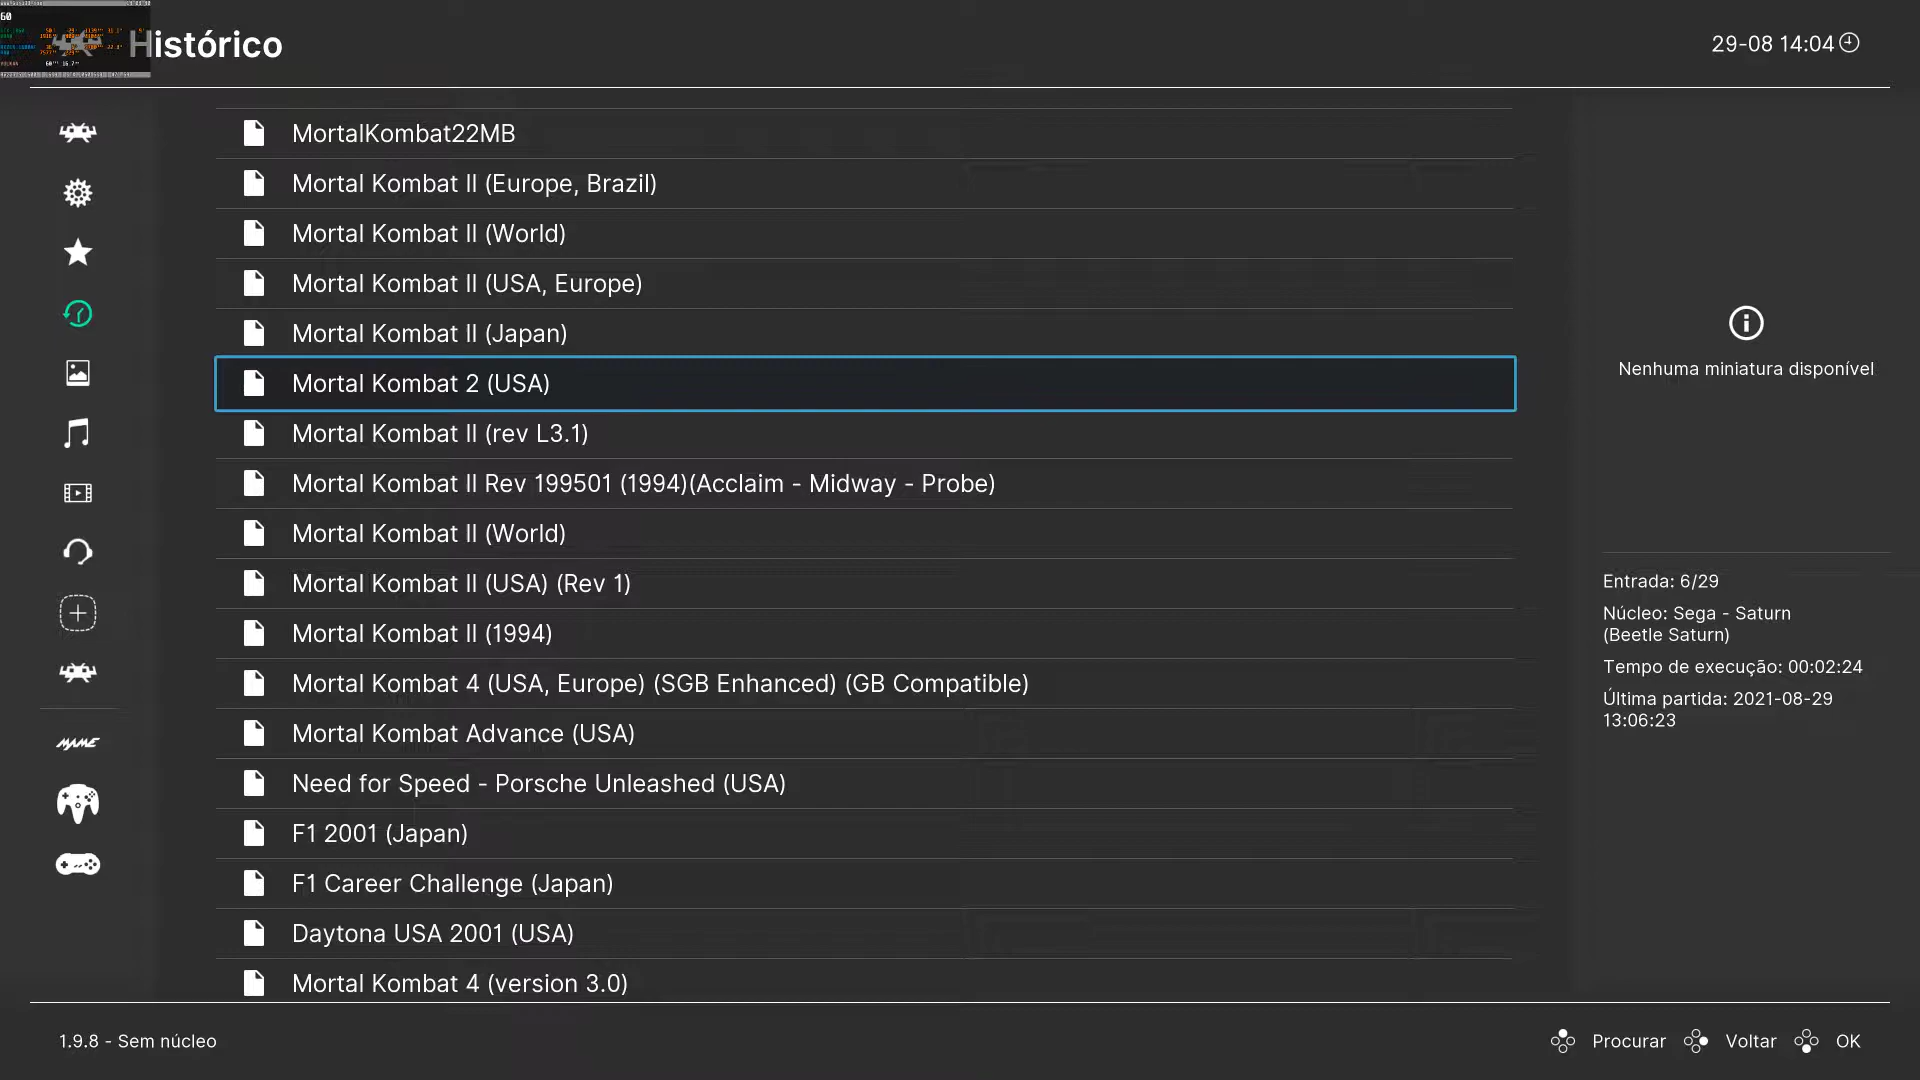 60
Histórico
29-08 14:04
MortalKombat22MB
Mortal Kombat II (Europe, Brazil)
Mortal Kombat II (World)
Mortal Kombat II (USA, Europe)
Mortal Kombat II (Japan)
Mortal Kombat 2 (USA)
Mortal Kombat II (rev L3.1)
Mortal Kombat II Rev 199501 (1994)(Acclaim - Midway - Probe)
Mortal Kombat II (World)
Mortal Kombat II (USA) (Rev 1)
Mortal Kombat II (1994)
Mortal Kombat 4 (USA, Europe) (SGB Enhanced) (GB Compatible)
Mortal Kombat Advance (USA)
Need for Speed - Porsche Unleashed (USA)
F1 2001 (Japan)
F1 Career Challenge (Japan)
Daytona USA 2001 (USA)
Mortal Kombat 4 (version 3.0)
MAME
Nenhuma miniatura disponível
Entrada: 6/29
Núcleo: Sega - Saturn
(Beetle Saturn)
Tempo de execução: 00:02:24
Última partida: 2021-08-29
13:06:23
1.9.8 - Sem núcleo
Procurar
Voltar
OK